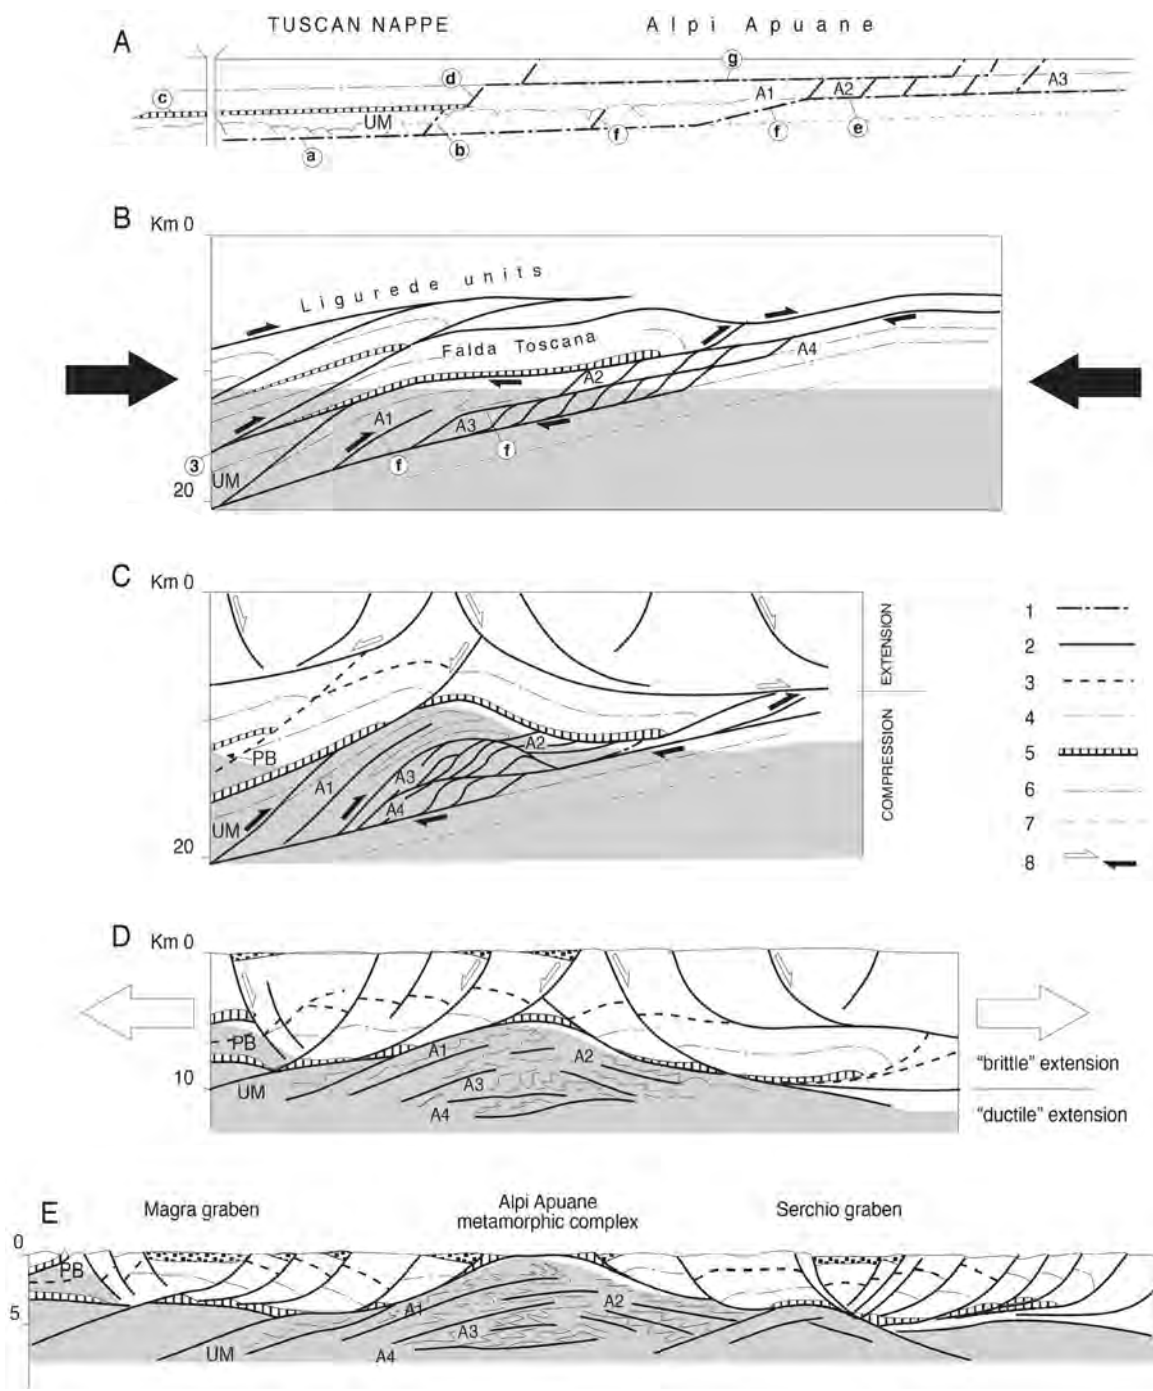 TUSCAN NAPPE Alpi Apuane
A
g
d
A3
c
A1 A2
UM
f f e
a b
B Km 0
Ligurede units
Falda Toscana
A4
A2
A1
A3
f
3 f
UM
20
C Km 0
EXTENSION
1
2
3
4
PB A2
5
A3
COMPRESSION
A1
6
A4
7
UM
20
8
D Km 0
PB A1 A2
"brittle" extension
10 UM A3
A4 "ductile" extension
E Magra graben Alpi Apuane metamorphic complex Serchio graben
0
PB
5 A1 A2
A3
UM A4